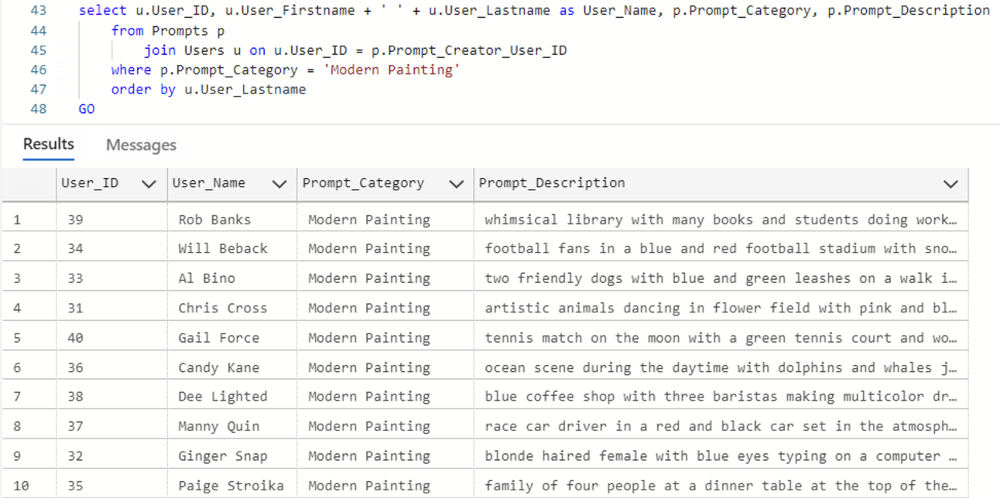 43 select u.User_ID, u.User_Firstname + ' ' + u.User_Lastname as User_Name, p.Prompt_Category, p.Prompt_Description
44 from Prompts p
45 join Users u on u.User_ID = p.Prompt_Creator_User_ID
46 where p.Prompt_Category = 'Modern Painting'
47 order by u.User_Lastname
48 GO
Results Messages
User_ID User_Name Prompt_Category Prompt_Description
1 39 Rob Banks Modern Painting whimsical library with many books and students doing work…
2 34 Will Beback Modern Painting football fans in a blue and red football stadium with sno…
3 33 Al Bino Modern Painting two friendly dogs with blue and green leashes on a walk i…
4 31 Chris Cross Modern Painting artistic animals dancing in flower field with pink and bl…
5 40 Gail Force Modern Painting tennis match on the moon with a green tennis court and wo…
6 36 Candy Kane Modern Painting ocean scene during the daytime with dolphins and whales j…
7 38 Dee Lighted Modern Painting blue coffee shop with three baristas making multicolor dr…
8 37 Manny Quin Modern Painting race car driver in a red and black car set in the atmosph…
9 32 Ginger Snap Modern Painting blonde haired female with blue eyes typing on a computer …
10 35 Paige Stroika Modern Painting family of four people at a dinner table at the top of the…